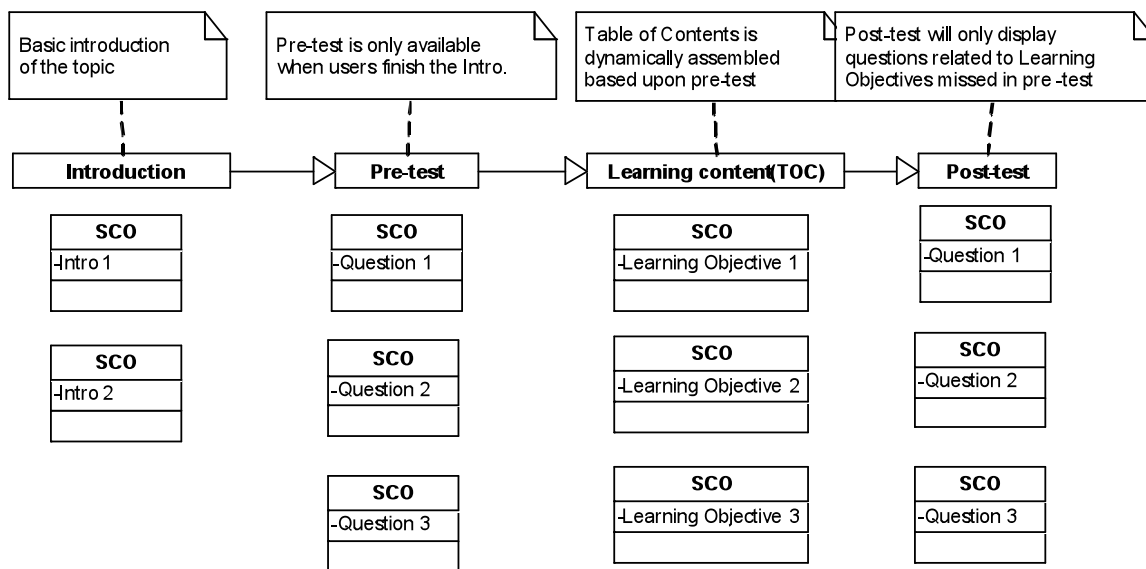 Basic introduction
of the topic
Pre-test is only available
when users finish the Intro.
Table of Contents is
dynamically assembled
based upon pre-test
Post-test will only display
questions related to Learning
Objectives missed in pre -test
Introduction
Pre-test
Learning content(TOC)
Post-test
SCO
-Intro 1
SCO
-Intro 2
SCO
-Question 1
SCO
-Question 2
SCO
-Question 3
SCO
-Learning Objective 1
SCO
-Learning Objective 2
SCO
-Learning Objective 3
SCO
-Question 1
SCO
-Question 2
SCO
-Question 3